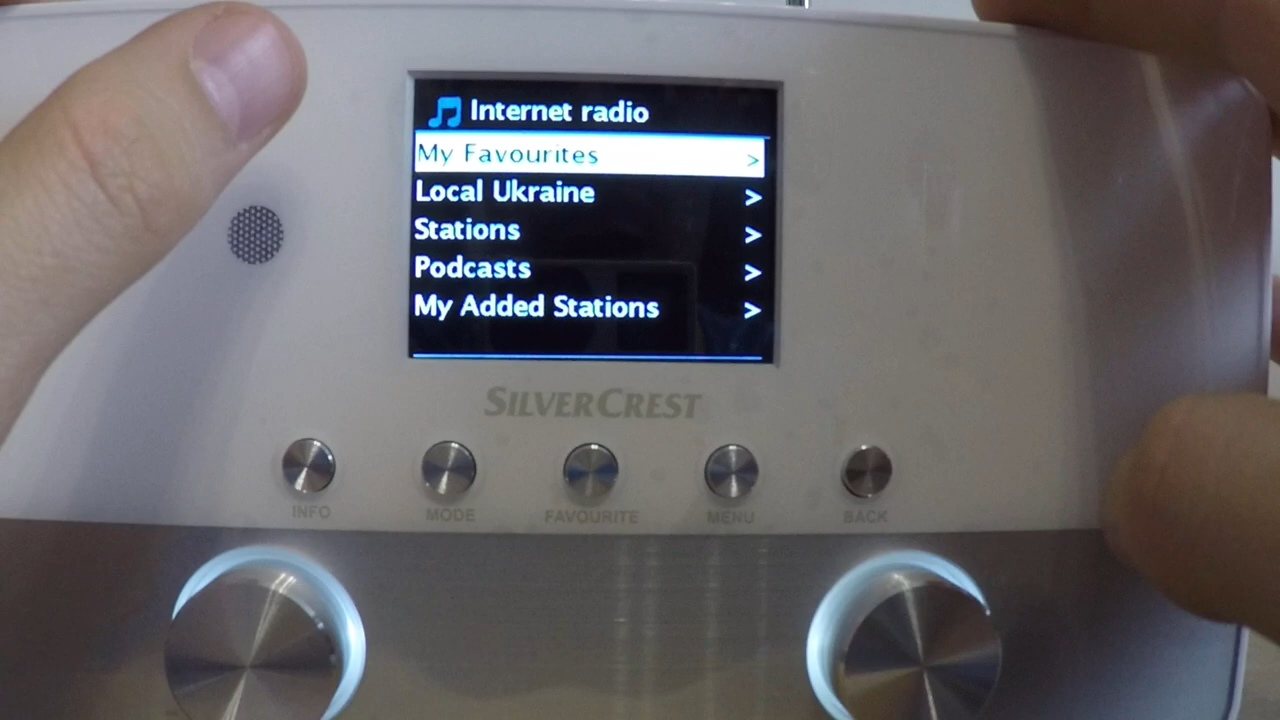 Internet radio
My Favourites >
Local Ukraine >
Stations >
Podcasts >
My Added Stations >
SILVERCREST
INFO MODE FAVOURITE MENU BACK